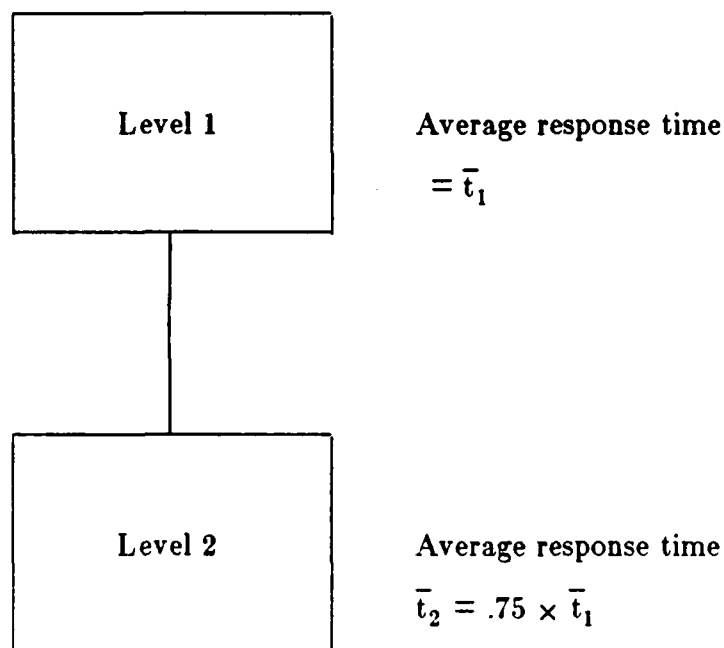 Level 1
Average response time
= t̄₁
Level 2
Average response time
t̄₂ = .75 × t̄₁